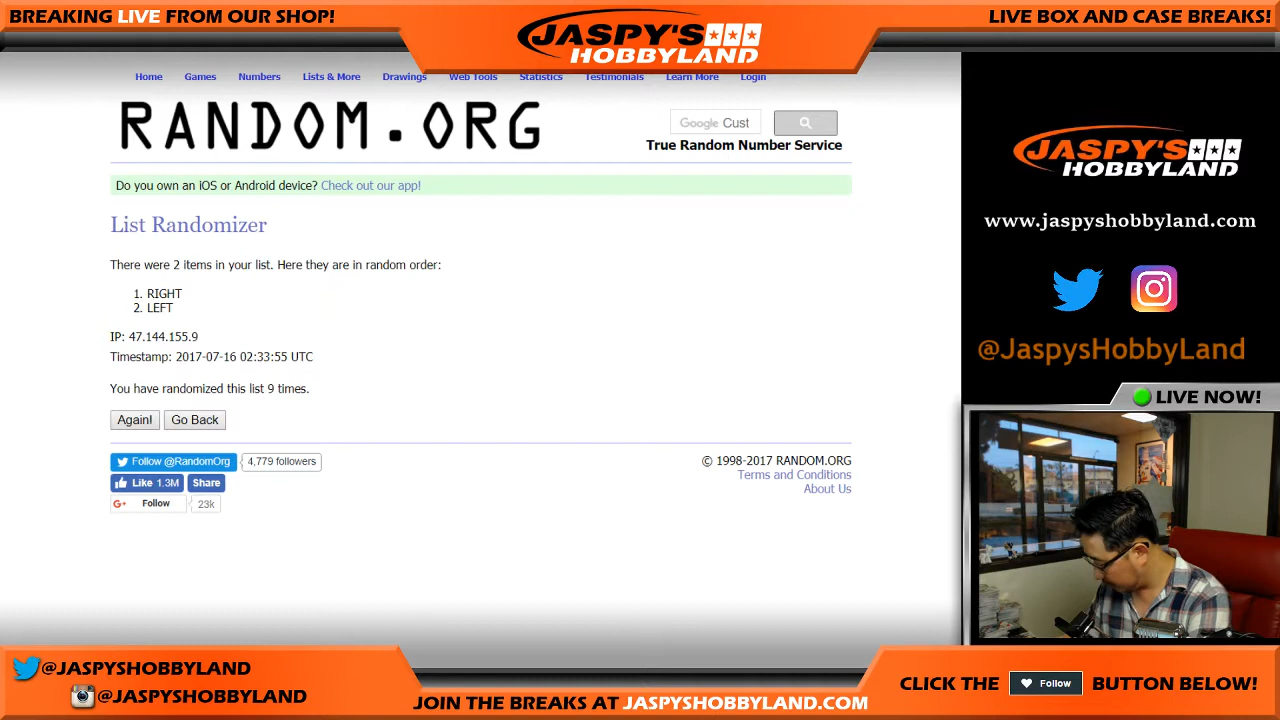 BREAKING LIVE FROM OUR SHOP!
JASPY'S
HOBBYLAND
LIVE BOX AND CASE BREAKS!
Home Games Numbers Lists & More Drawings Web Tools Statistics Testimonials Learn More Login
RANDOM.ORG
Google Cust
True Random Number Service
Do you own an iOS or Android device? Check out our app!
List Randomizer
There were 2 items in your list. Here they are in random order:
1. RIGHT
2. LEFT
IP: 47.144.155.9
Timestamp: 2017-07-16 02:33:55 UTC
You have randomized this list 9 times.
Again! Go Back
Follow @RandomOrg 4,779 followers
Like 1.3M Share
G+ Follow 23k
© 1998-2017 RANDOM.ORG
Terms and Conditions
About Us
JASPY'S
HOBBYLAND
www.jaspyshobbyland.com
@JaspysHobbyLand
LIVE NOW!
@JASPYSHOBBYLAND
@JASPYSHOBBYLAND
JOIN THE BREAKS AT JASPYSHOBBYLAND.COM
CLICK THE Follow BUTTON BELOW!